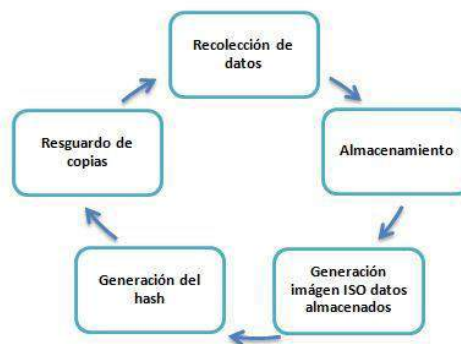 Recolección de
datos
Almacenamiento
Generación
imágen ISO datos
almacenados
Generación del
hash
Resguardo de
copias